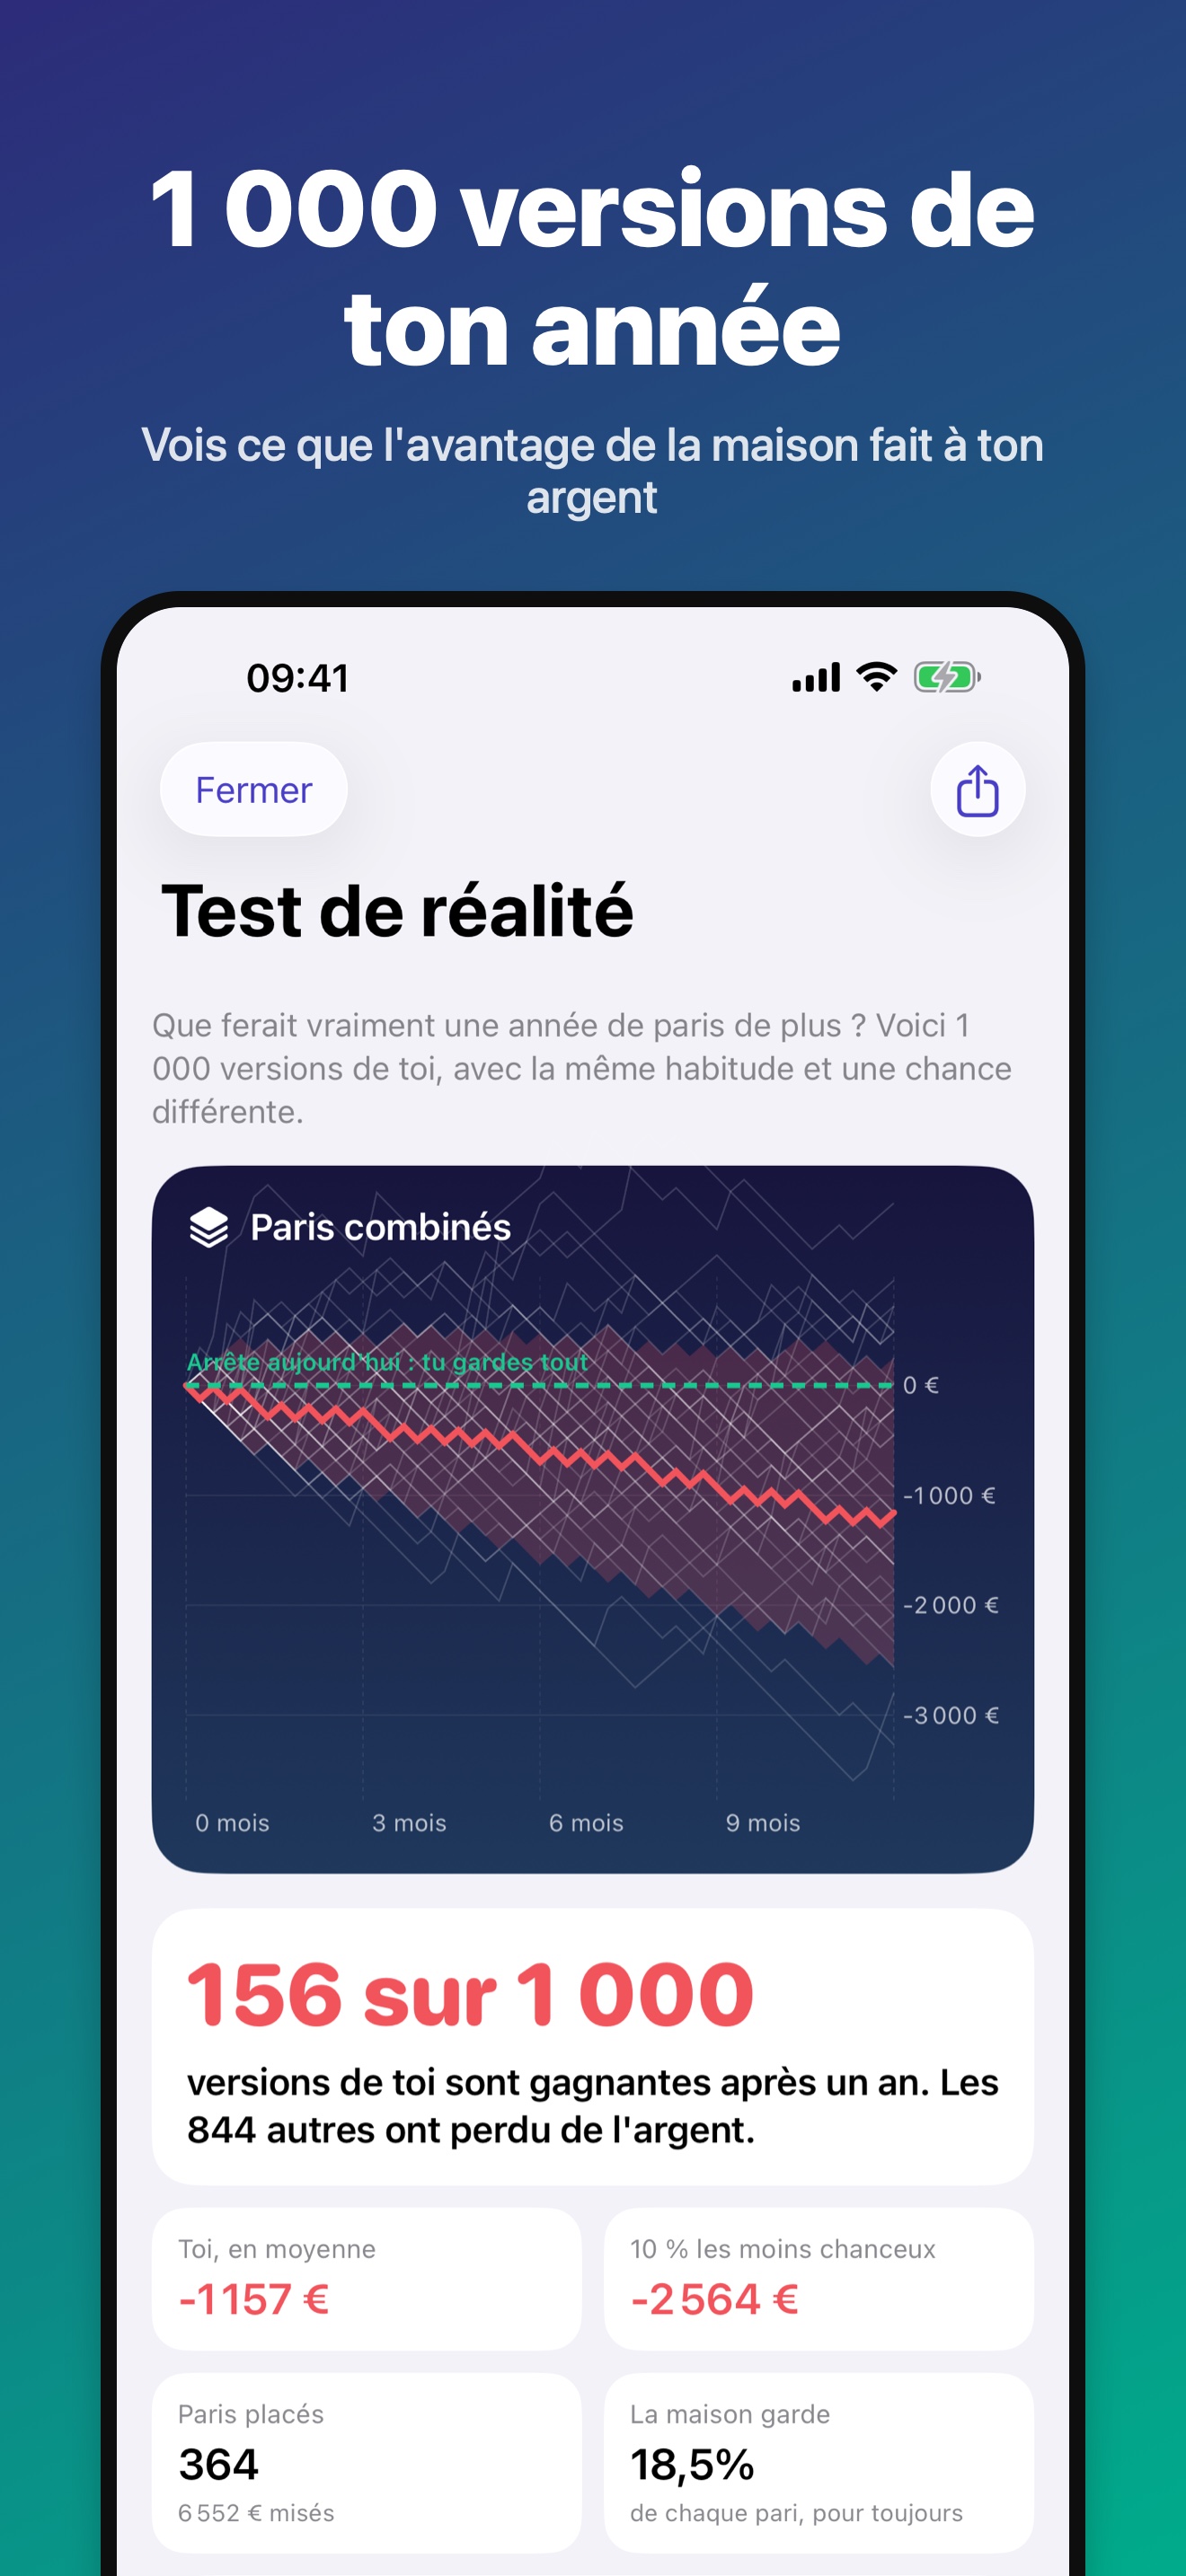 1 000 versions de
ton année
Vois ce que l'avantage de la maison fait à ton
argent
09:41
Fermer
Test de réalité
Que ferait vraiment une année de paris de plus ? Voici 1
000 versions de toi, avec la même habitude et une chance
différente.
Paris combinés
Arrête aujourd'hui : tu gardes tout
0 €
-1 000 €
-2 000 €
-3 000 €
0 mois
3 mois
6 mois
9 mois
156 sur 1 000
versions de toi sont gagnantes après un an. Les
844 autres ont perdu de l'argent.
Toi, en moyenne
-1 157 €
10 % les moins chanceux
-2 564 €
Paris placés
364
6 552 € misés
La maison garde
18,5%
de chaque pari, pour toujours